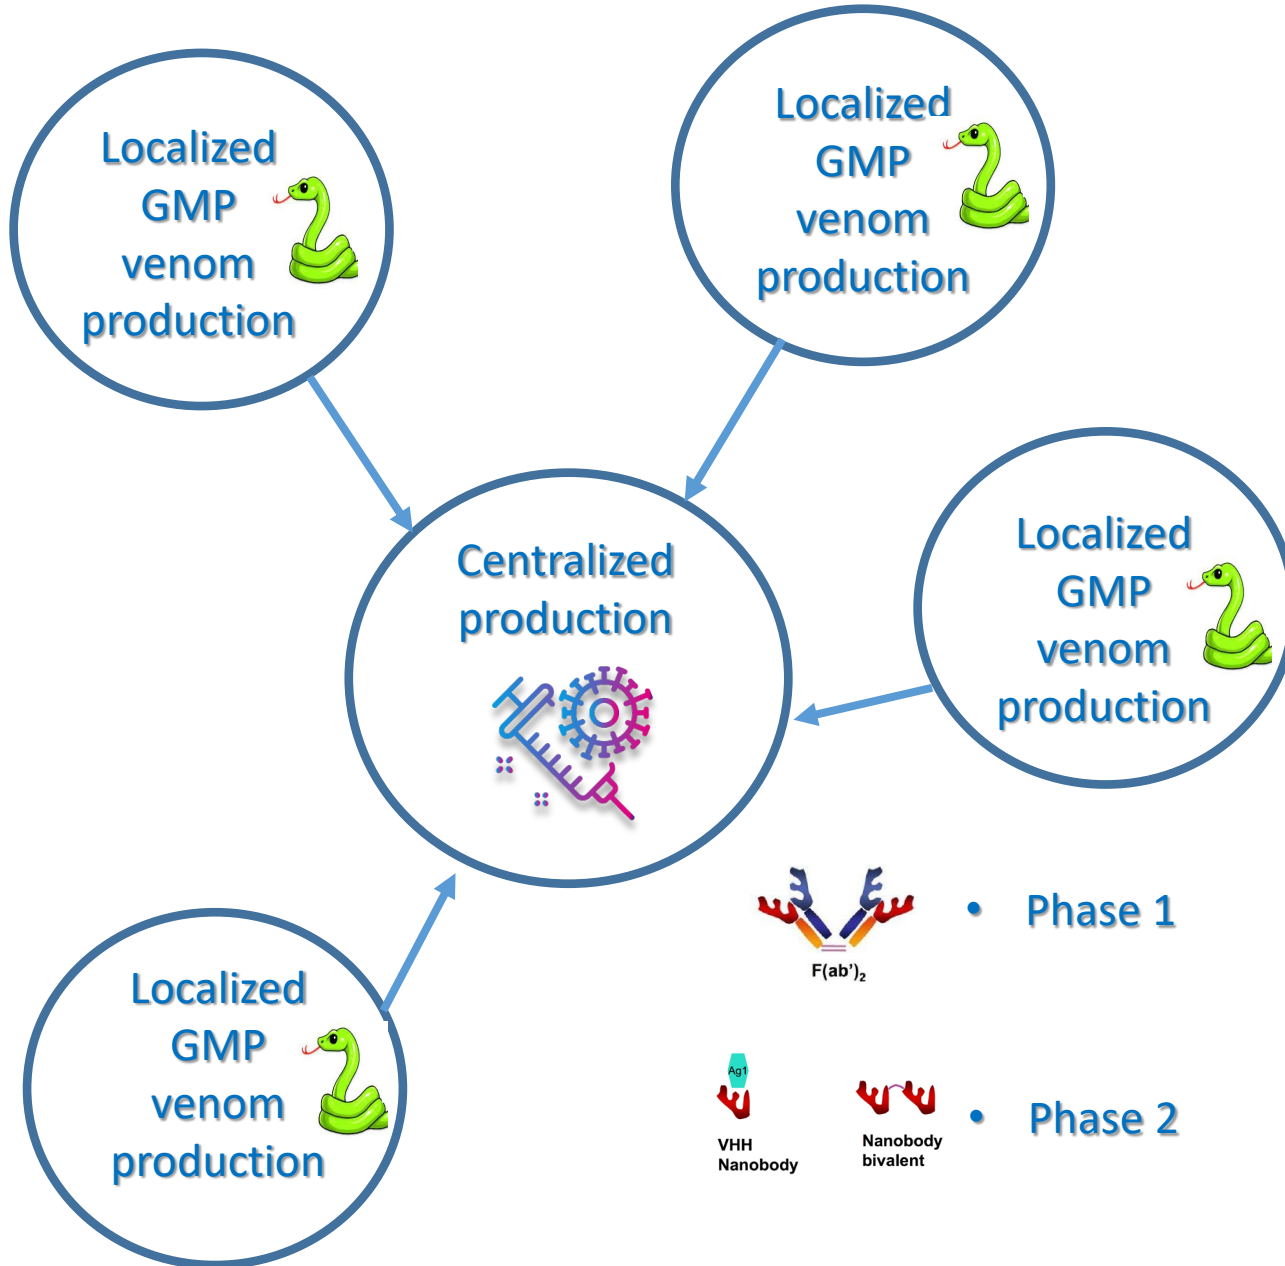 Localized
GMP
venom
production
Localized
GMP
venom
production
Centralized
production
Localized
GMP
venom
production
F(ab')₂
• Phase 1
Localized
GMP
venom
production
Ag1
VHH
Nanobody
Nanobody
bivalent
• Phase 2